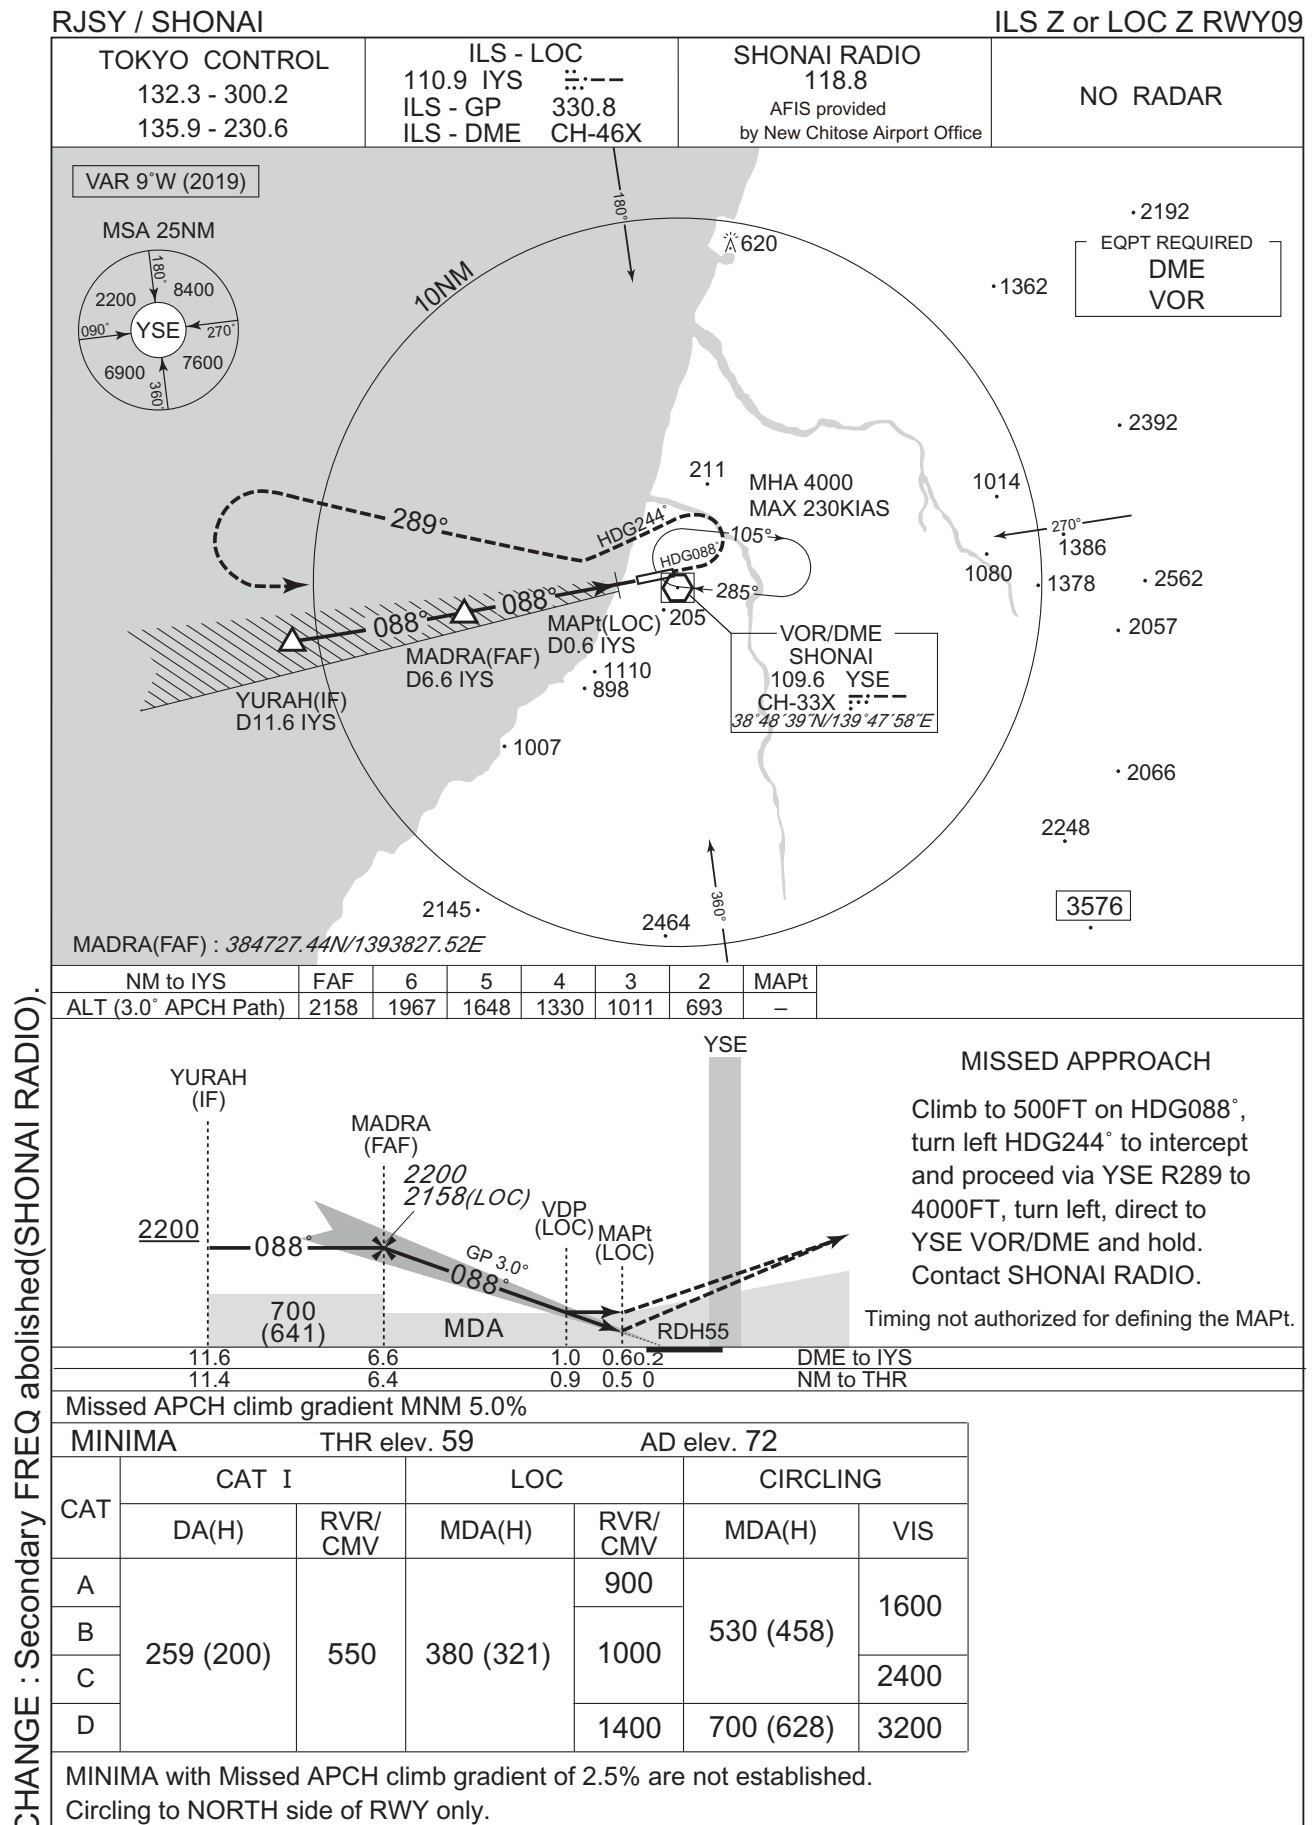 RJSY / SHONAI
ILS Z or LOC Z RWY09
TOKYO CONTROL
132.3 - 300.2
135.9 - 230.6
ILS - LOC
110.9 IYS
ILS - GP 330.8
ILS - DME CH-46X
SHONAI RADIO
118.8
AFIS provided
by New Chitose Airport Office
NO RADAR
VAR 9˚W (2019)
MSA 25NM
180˚
2200
8400
090˚
YSE
270˚
6900
7600
360˚
10NM
180˚
620
2192
EQPT REQUIRED
DME
VOR
1362
2392
211
MHA 4000
MAX 230KIAS
1014
289°
HDG244˚
105°
HDG088˚
270˚
1386
1080
1378
2562
285°
088°
088°
MAPt(LOC)
D0.6 IYS
205
2057
MADRA(FAF)
D6.6 IYS
1110
898
VOR/DME
SHONAI
109.6 YSE
CH-33X
38˚48´39˝N/139˚47´58˝E
YURAH(IF)
D11.6 IYS
1007
2066
2248
360°
3576
2145
2464
MADRA(FAF) : 384727.44N/1393827.52E
NM to IYS FAF 6 5 4 3 2 MAPt
ALT (3.0˚ APCH Path) 2158 1967 1648 1330 1011 693 –
YSE
YURAH
(IF)
MADRA
(FAF)
2200
2158(LOC)
VDP
(LOC)
MAPt
(LOC)
2200
088°
GP 3.0°
088°
700
(641)
MDA
RDH55
11.6 6.6 1.0 0.6 0.2 DME to IYS
11.4 6.4 0.9 0.5 0 NM to THR
MISSED APPROACH
Climb to 500FT on HDG088˚,
turn left HDG244˚ to intercept
and proceed via YSE R289 to
4000FT, turn left, direct to
YSE VOR/DME and hold.
Contact SHONAI RADIO.
Timing not authorized for defining the MAPt.
Missed APCH climb gradient MNM 5.0%
MINIMA THR elev. 59 AD elev. 72
CAT
CAT I LOC CIRCLING
DA(H) RVR/CMV MDA(H) RVR/CMV MDA(H) VIS
A
B
C
D
259 (200)
550
380 (321)
900
1000
1400
530 (458)
700 (628)
1600
2400
3200
MINIMA with Missed APCH climb gradient of 2.5% are not established.
Circling to NORTH side of RWY only.
CHANGE : Secondary FREQ abolished(SHONAI RADIO).